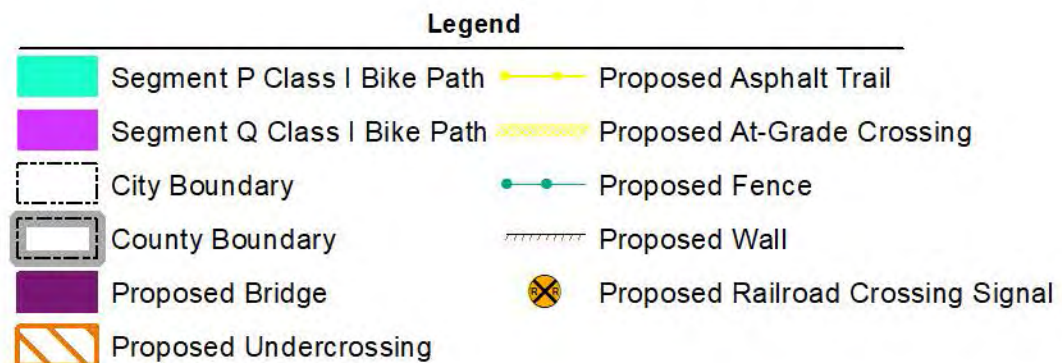 Legend
Segment P Class I Bike Path
Segment Q Class I Bike Path
City Boundary
County Boundary
Proposed Bridge
Proposed Undercrossing
Proposed Asphalt Trail
Proposed At-Grade Crossing
Proposed Fence
Proposed Wall
R R
Proposed Railroad Crossing Signal